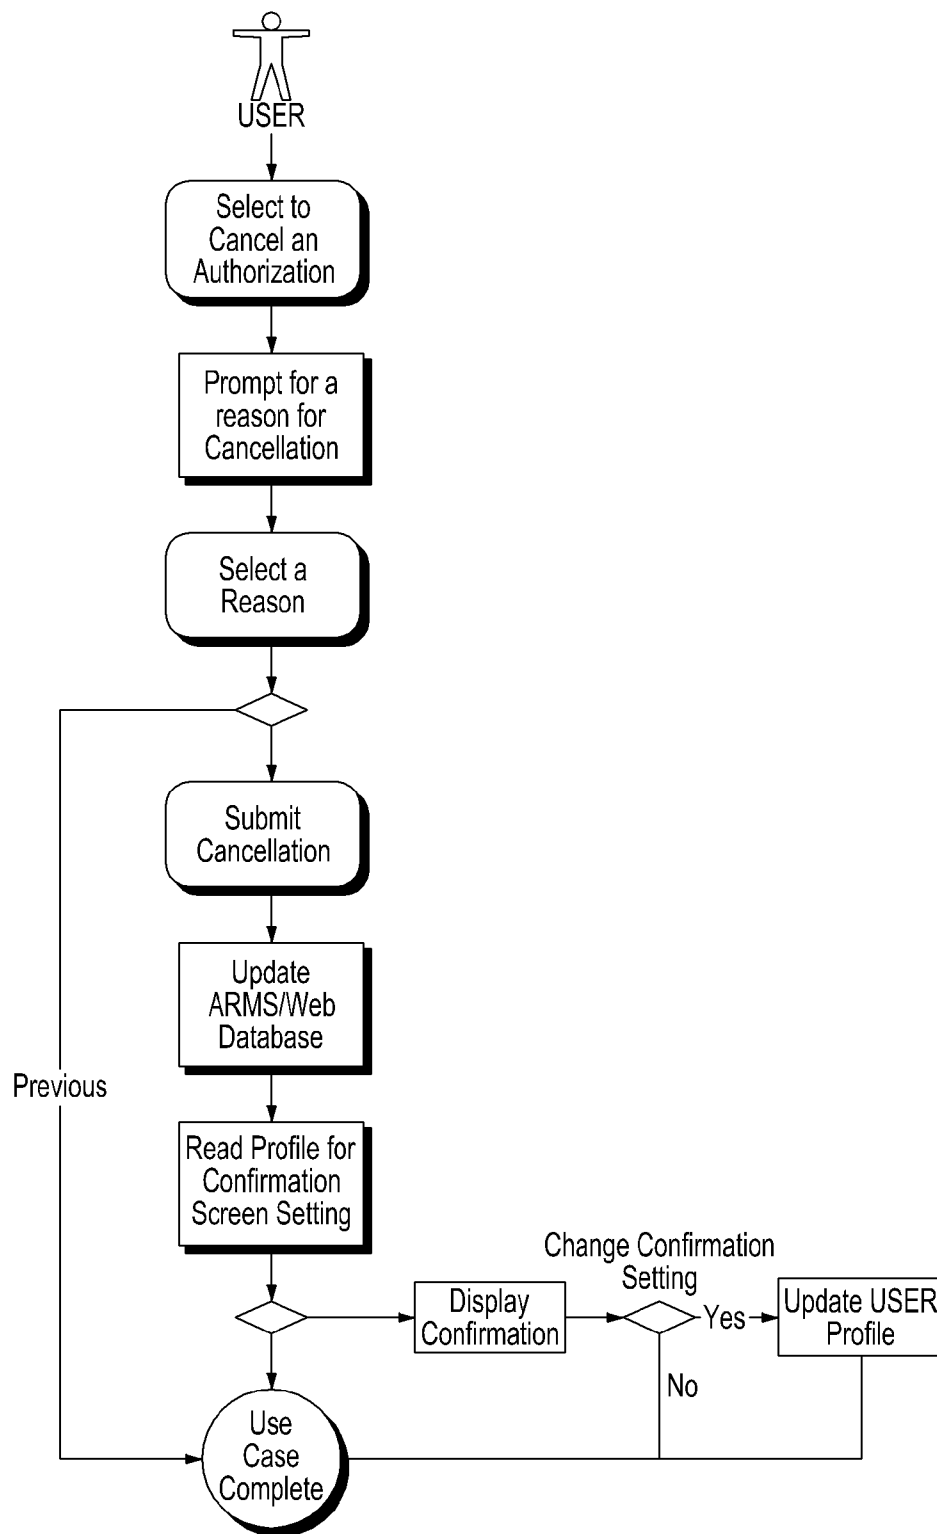 USER
Select to
Cancel an
Authorization
Prompt for a
reason for
Cancellation
Select a
Reason
Submit
Cancellation
Update
ARMS/Web
Database
Previous
Read Profile for
Confirmation
Screen Setting
Change Confirmation
Setting
Display
Confirmation
Yes
Update USER
Profile
No
Use
Case
Complete